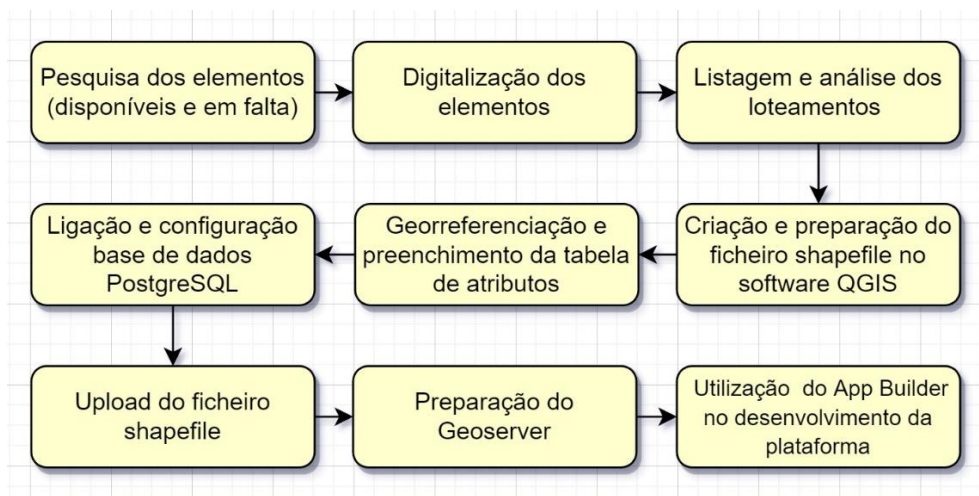 Pesquisa dos elementos
(disponíveis e em falta)
Digitalização dos
elementos
Listagem e análise dos
loteamentos
Criação e preparação do
ficheiro shapefile no
software QGIS
Georreferenciação e
preenchimento da tabela
de atributos
Ligação e configuração
base de dados
PostgreSQL
Upload do ficheiro
shapefile
Preparação do
Geoserver
Utilização do App Builder
no desenvolvimento da
plataforma